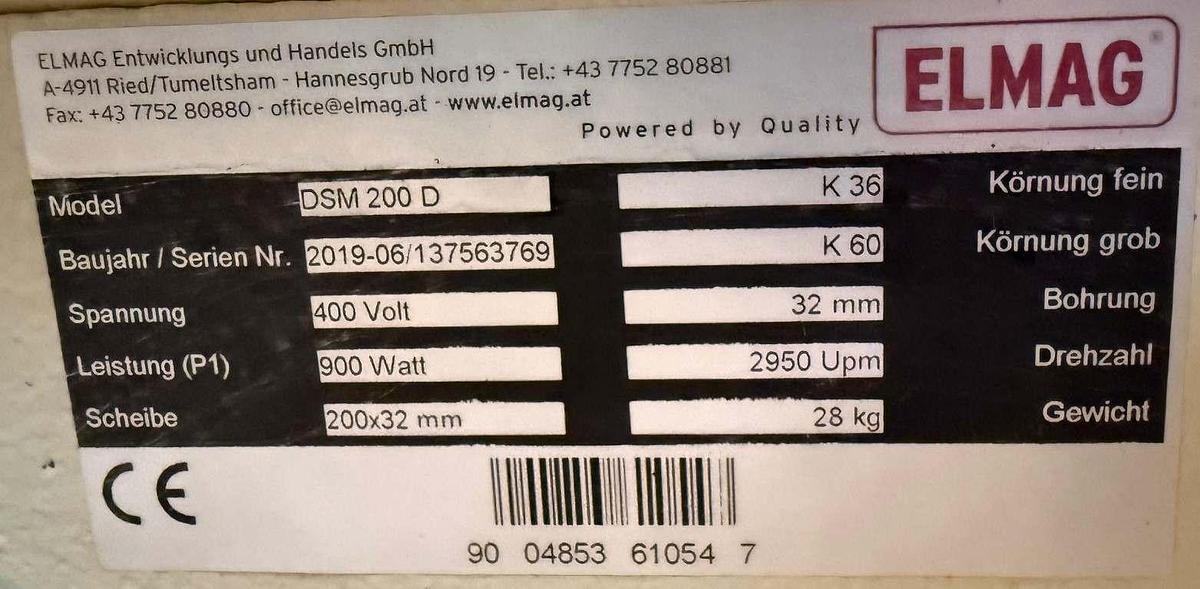 ELMAG Entwicklungs und Handels GmbH
A-4911 Ried/Tumeltsham - Hannesgrub Nord 19 - Tel.: +43 7752 80881
Fax: +43 7752 80880 - office@elmag.at - www.elmag.at
Powered by Quality
ELMAG®
Model DSM 200 D K 36 Körnung fein
Baujahr / Serien Nr. 2019-06/137563769 K 60 Körnung grob
Spannung 400 Volt 32 mm Bohrung
Leistung (P1) 900 Watt 2950 Upm Drehzahl
Scheibe 200x32 mm 28 kg Gewicht
CE
90 04853 61054 7